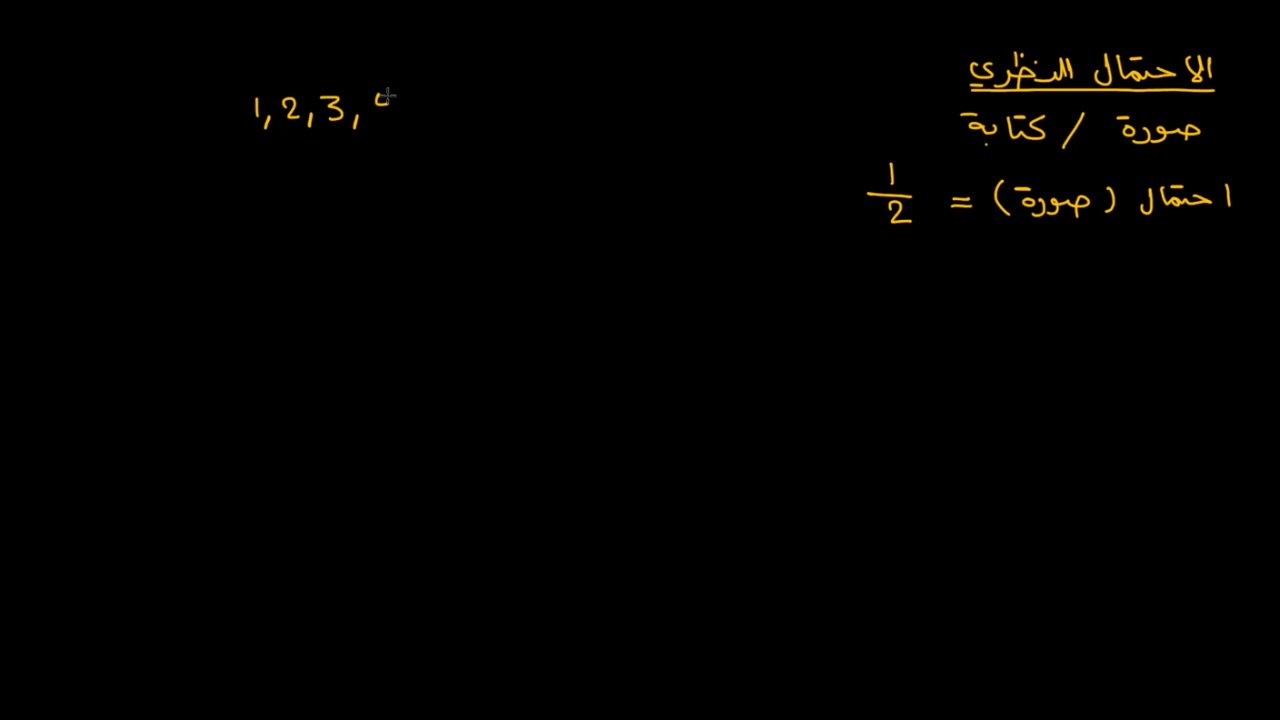 الاحتمال النظري
صورة / كتابة
احتمال (صورة) = 1/2
1, 2, 3,